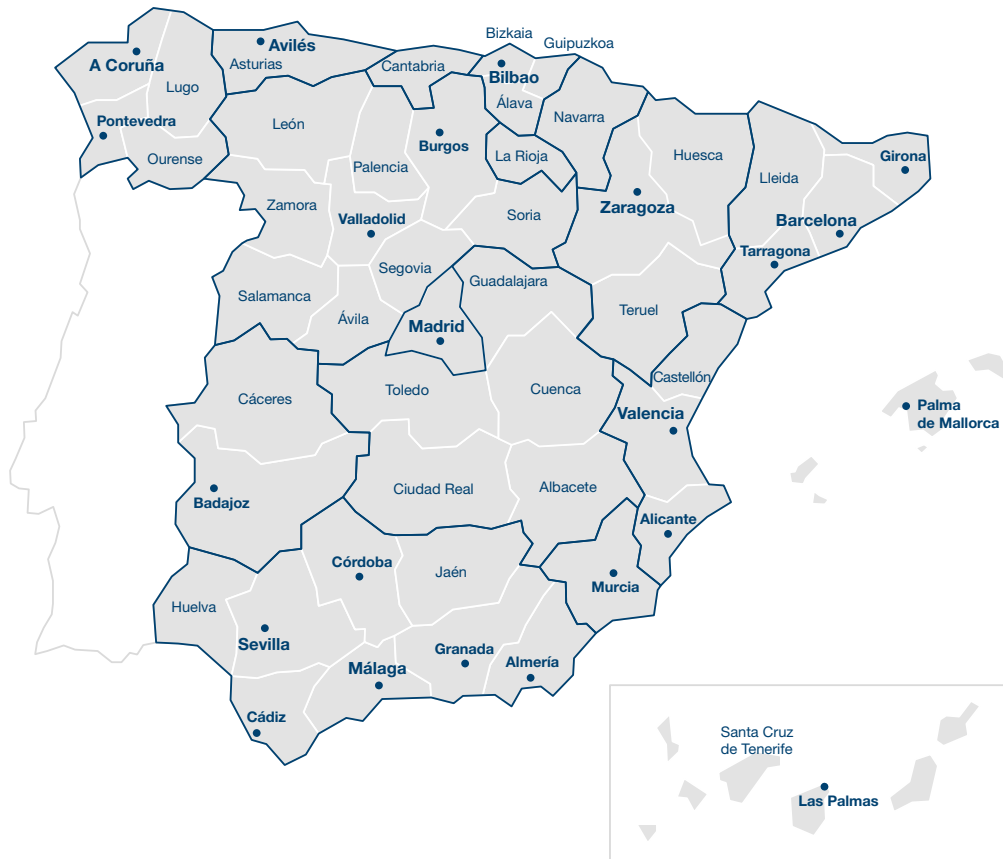 Bizkaia
Guipuzkoa
Avilés
A Coruña
Asturias
Cantabria
Bilbao
Lugo
Álava
Pontevedra
León
Navarra
Burgos
Ourense
Palencia
La Rioja
Huesca
Girona
Lleida
Zaragoza
Zamora
Valladolid
Soria
Barcelona
Tarragona
Segovia
Guadalajara
Salamanca
Ávila
Madrid
Teruel
Castellón
Cáceres
Toledo
Cuenca
Valencia
Palma
de Mallorca
Badajoz
Ciudad Real
Albacete
Alicante
Córdoba
Jaén
Murcia
Huelva
Sevilla
Málaga
Granada
Almería
Cádiz
Santa Cruz
de Tenerife
Las Palmas